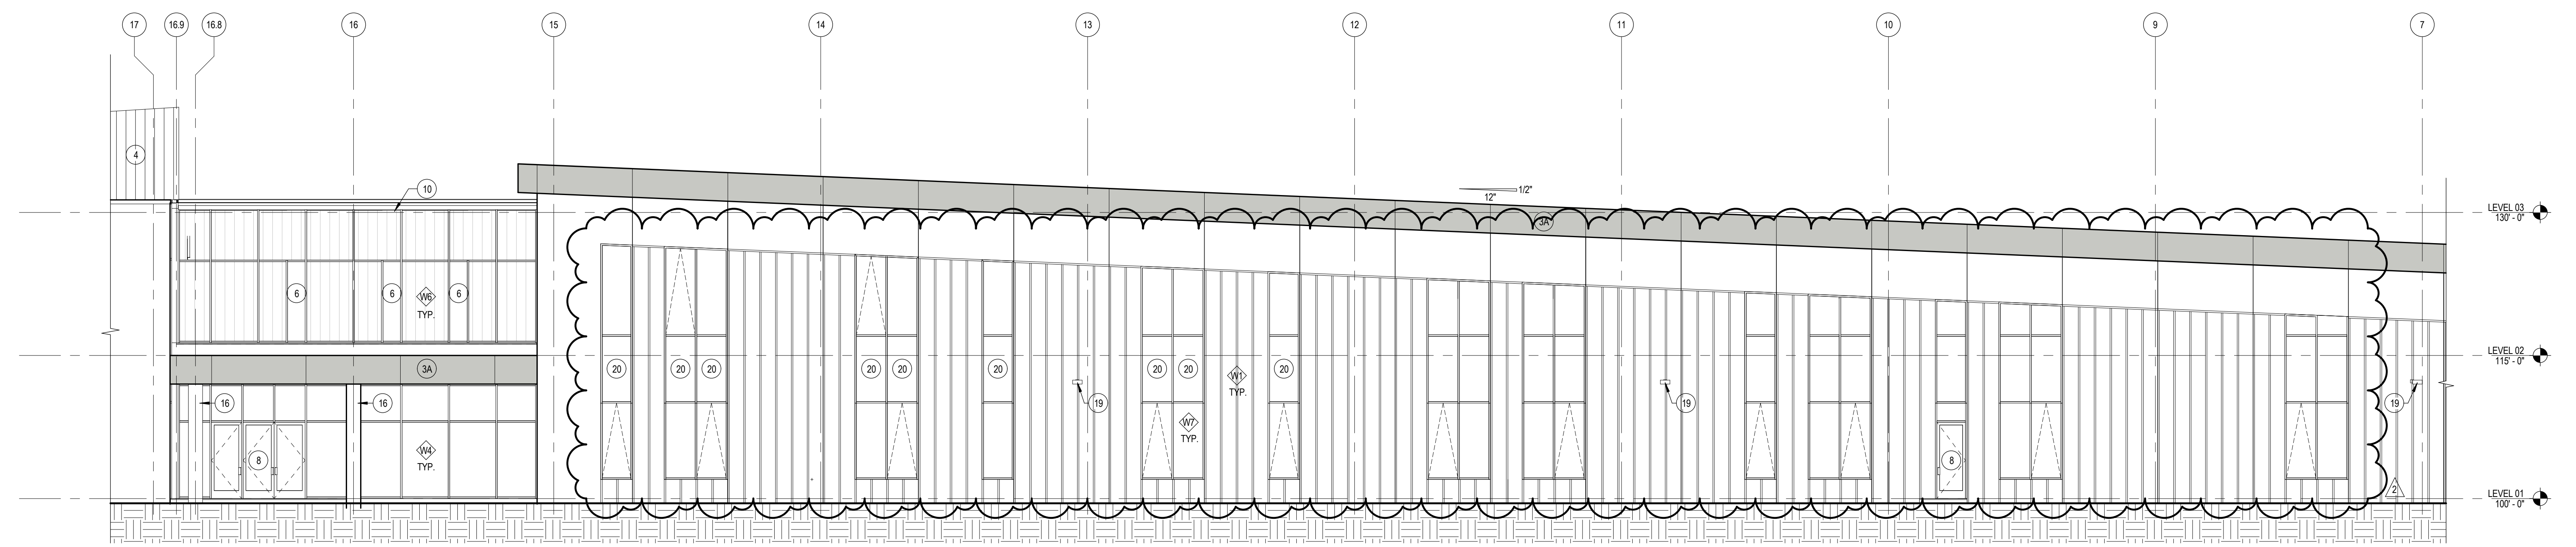 17 16.9 16.8 16 15 14 13 12 11 10 9 7
4
10
1/2"
12"
3A
LEVEL 03
130' - 0"
6 6 W6 6
TYP.
LEVEL 02
115' - 0"
3A 20 20 20 20 20 20 20 20 W1 20
TYP.
16 16 19 19 19
W7
TYP.
W4
TYP.
8 8
2
LEVEL 01
100' - 0"